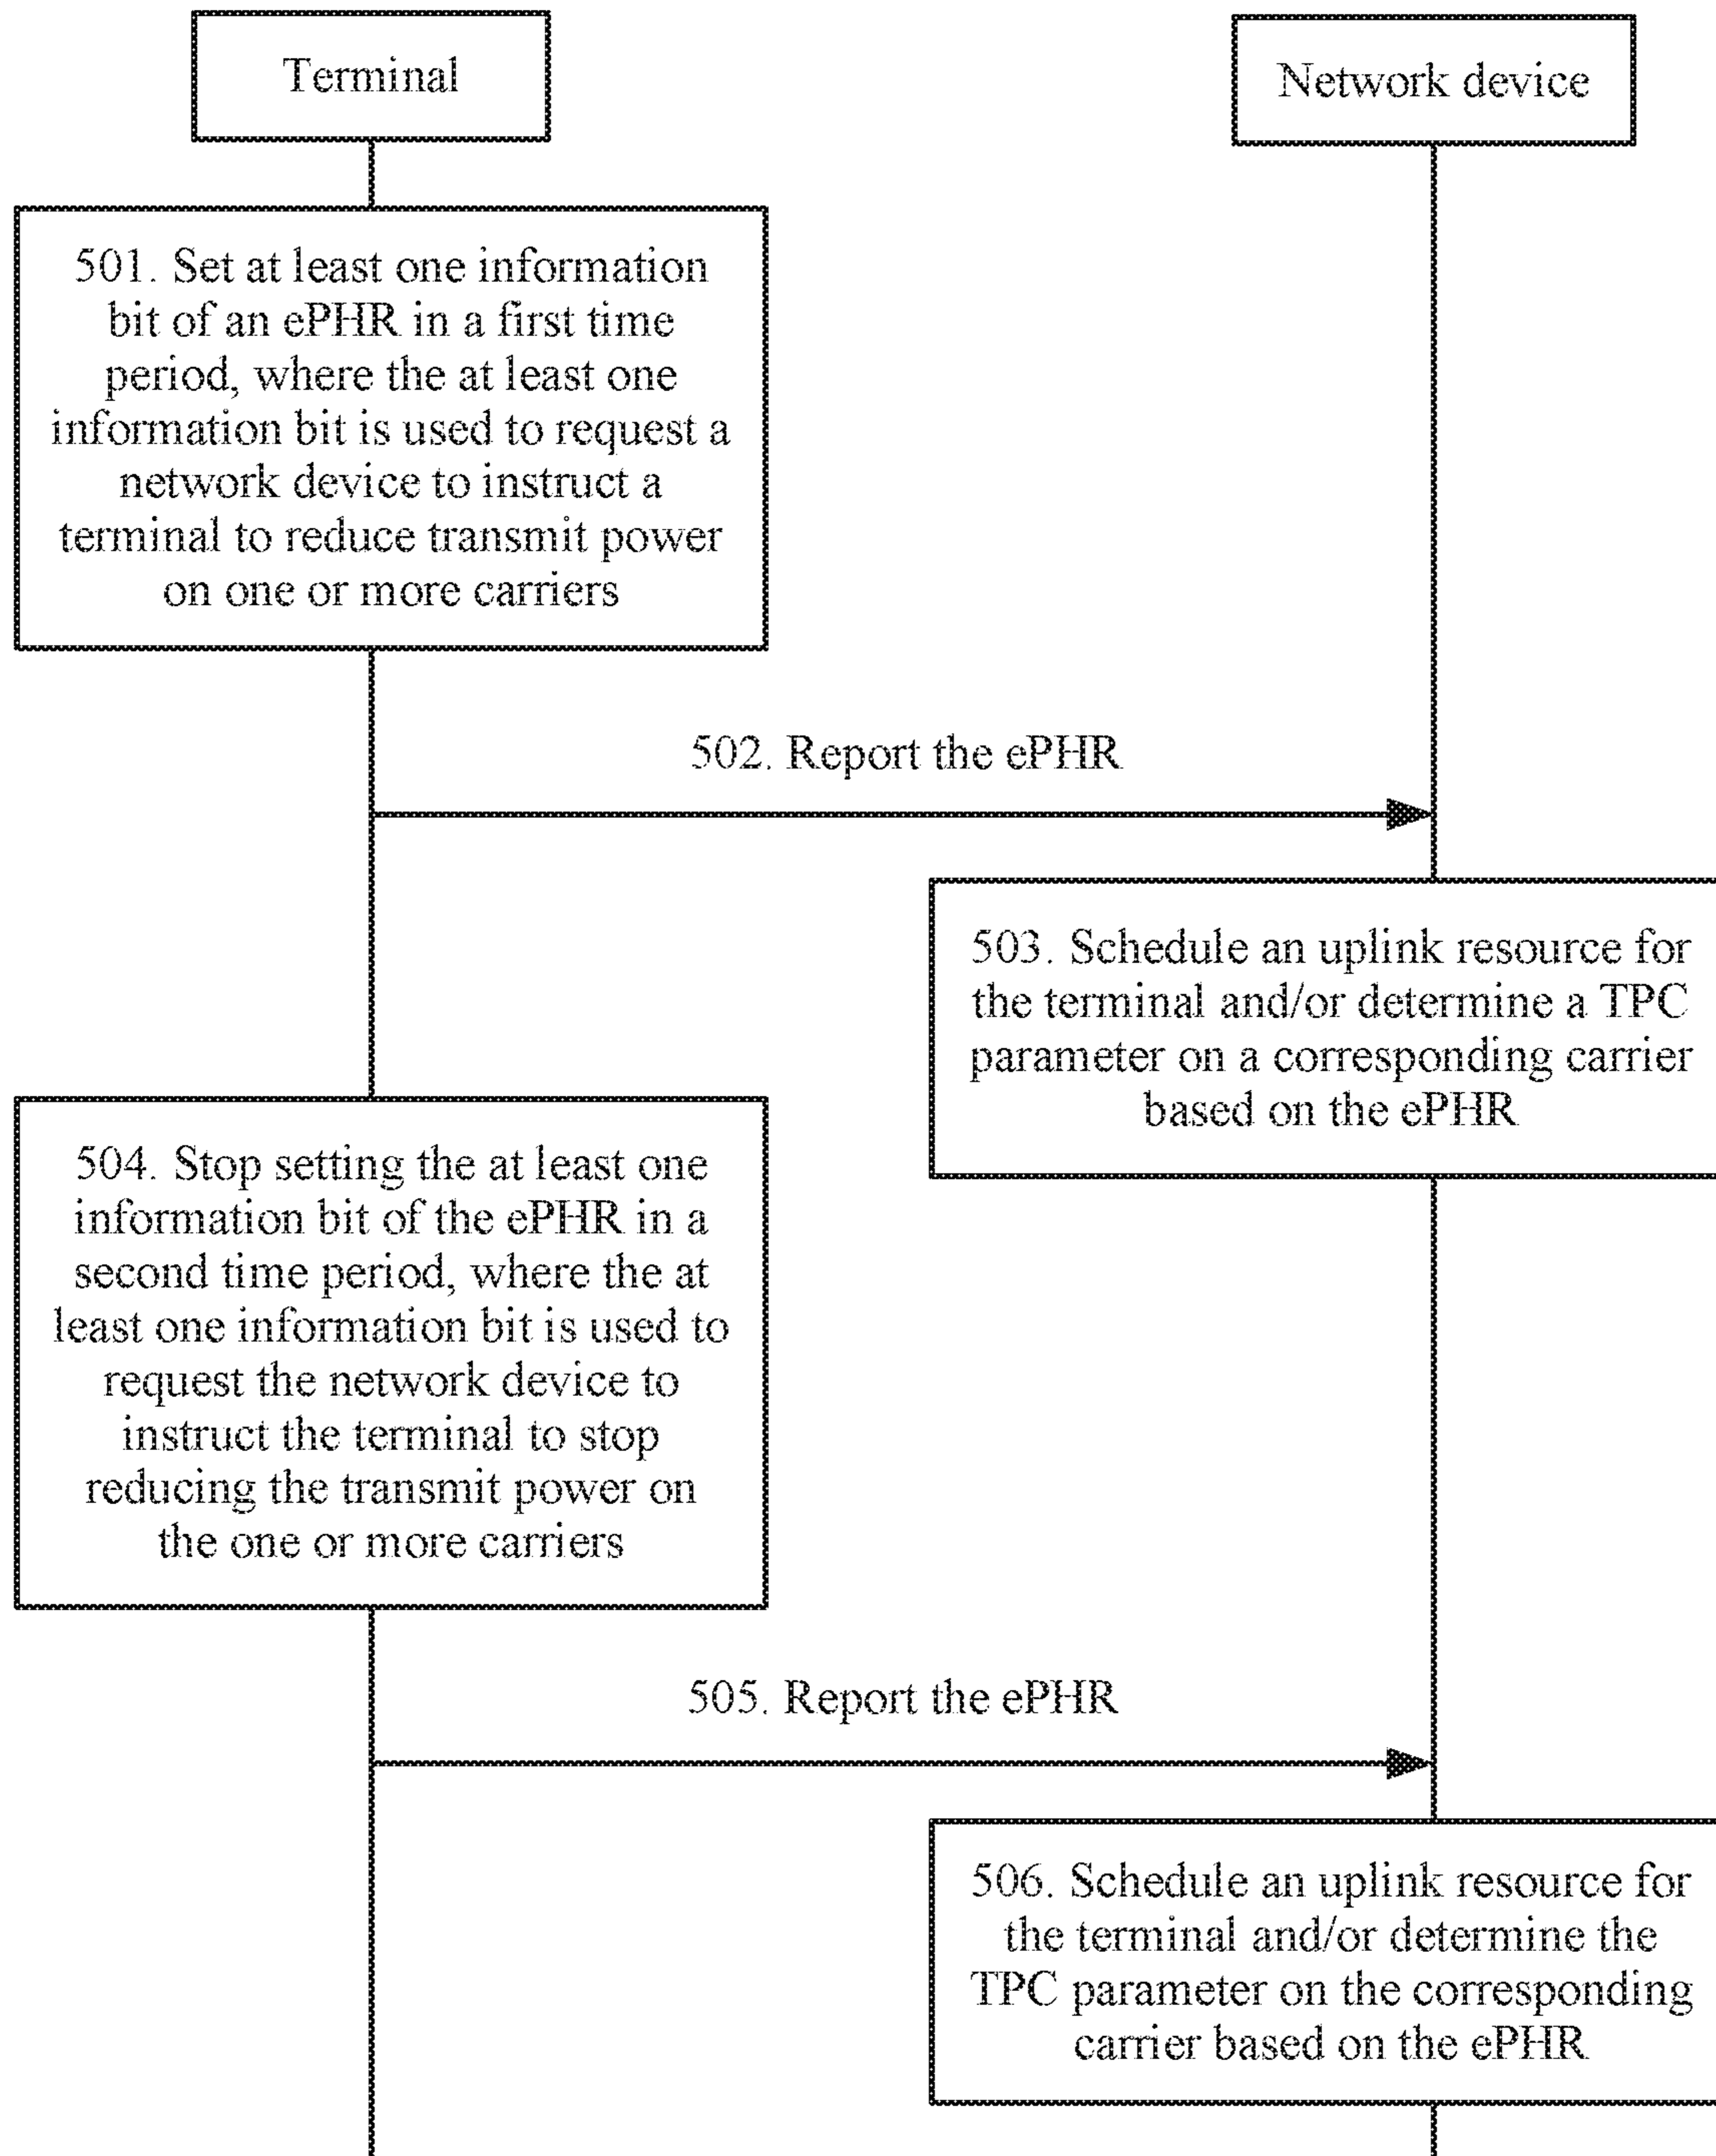 Terminal
Network device
501. Set at least one information
bit of an ePHR in a first time
period, where the at least one
information bit is used to request a
network device to instruct a
terminal to reduce transmit power
on one or more carriers
502. Report the ePHR
503. Schedule an uplink resource for
the terminal and/or determine a TPC
parameter on a corresponding carrier
based on the ePHR
504. Stop setting the at least one
information bit of the ePHR in a
second time period, where the at
least one information bit is used to
request the network device to
instruct the terminal to stop
reducing the transmit power on
the one or more carriers
505. Report the ePHR
506. Schedule an uplink resource for
the terminal and/or determine the
TPC parameter on the corresponding
carrier based on the ePHR